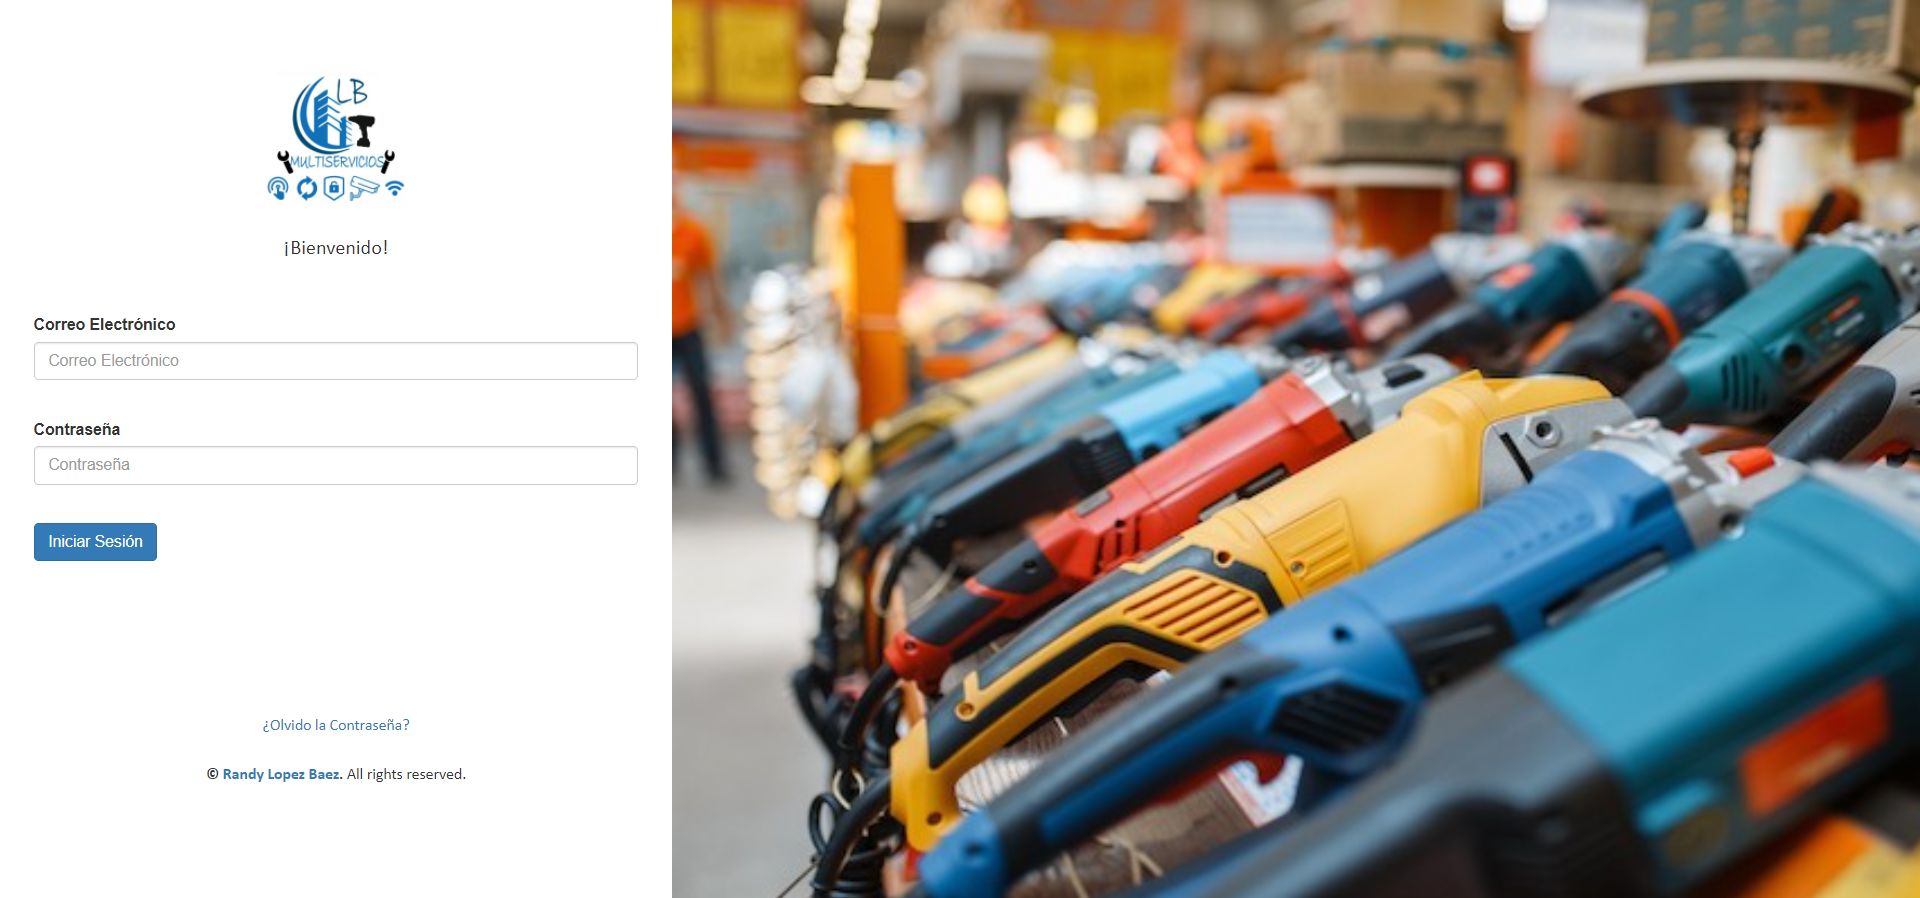 LB
MULTISERVICIOS
¡Bienvenido!
Correo Electrónico
Correo Electrónico
Contraseña
Contraseña
Iniciar Sesión
¿Olvido la Contraseña?
© Randy Lopez Baez. All rights reserved.